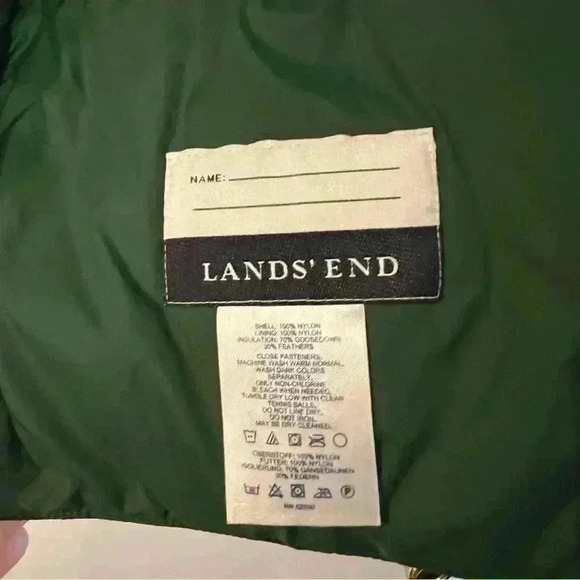 NAME:
LANDS' END
SHELL: 100% NYLON
LINING: 100% NYLON
INSULATION: 70% GOOSEDOWN
30% FEATHERS
CLOSE FASTENERS.
MACHINE WASH WARM NORMAL.
WASH DARK COLORS
SEPARATELY.
ONLY NON-CHLORINE
BLEACH WHEN NEEDED.
TUMBLE DRY LOW WITH CLEAN
TENNIS BALLS.
DO NOT LINE DRY.
DO NOT IRON.
MAY BE DRY CLEANED.
OBERSTOFF: 100% NYLON
FUTTER: 100% NYLON
ISOLIERUNG: 70% GÄNSEDAUNEN
30% FEDERN
P
RN